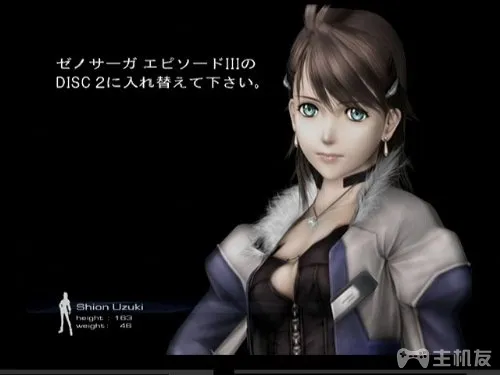 ゼノサーガ エピソードIIIの
DISC 2に入れ替えて下さい。
Shion Uzuki
height : 163
weight: 46
主机友